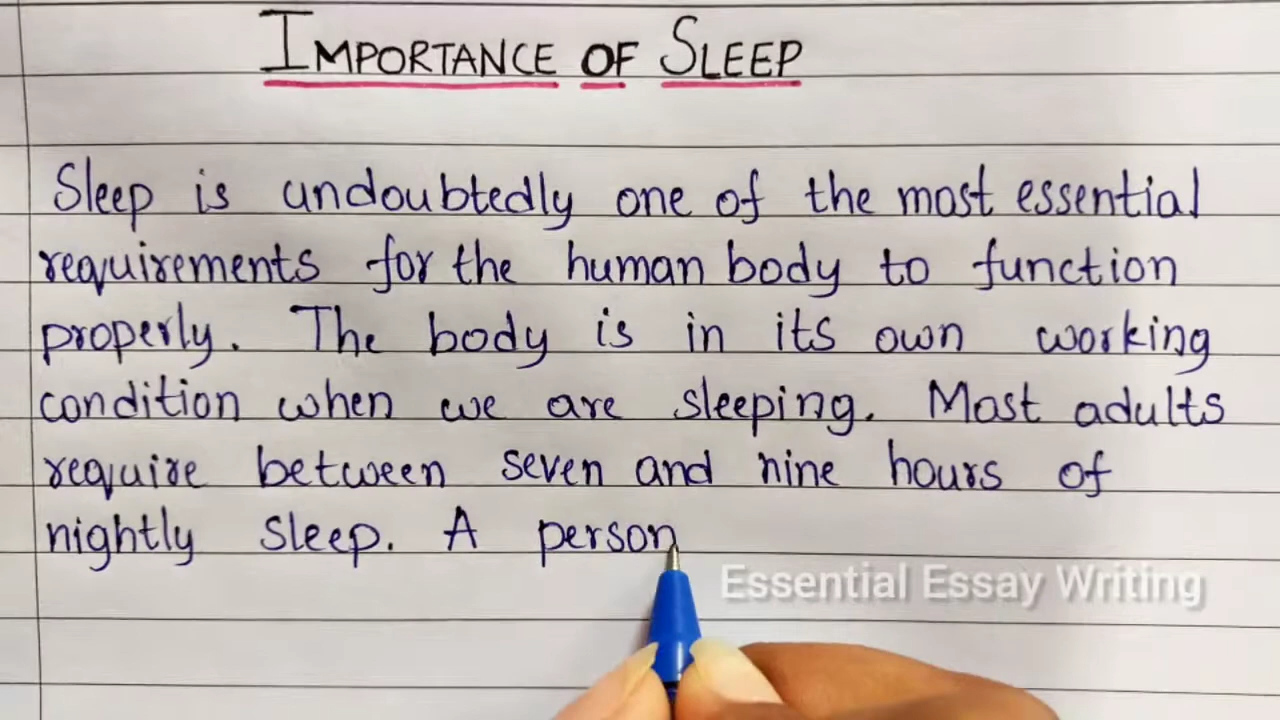 IMPORTANCE OF SLEEP
Sleep is undoubtedly one of the most essential
requirements for the human body to function
properly. The body is in its own working
condition when we are sleeping. Most adults
require between seven and nine hours of
nightly sleep. A person
Essential Essay Writing